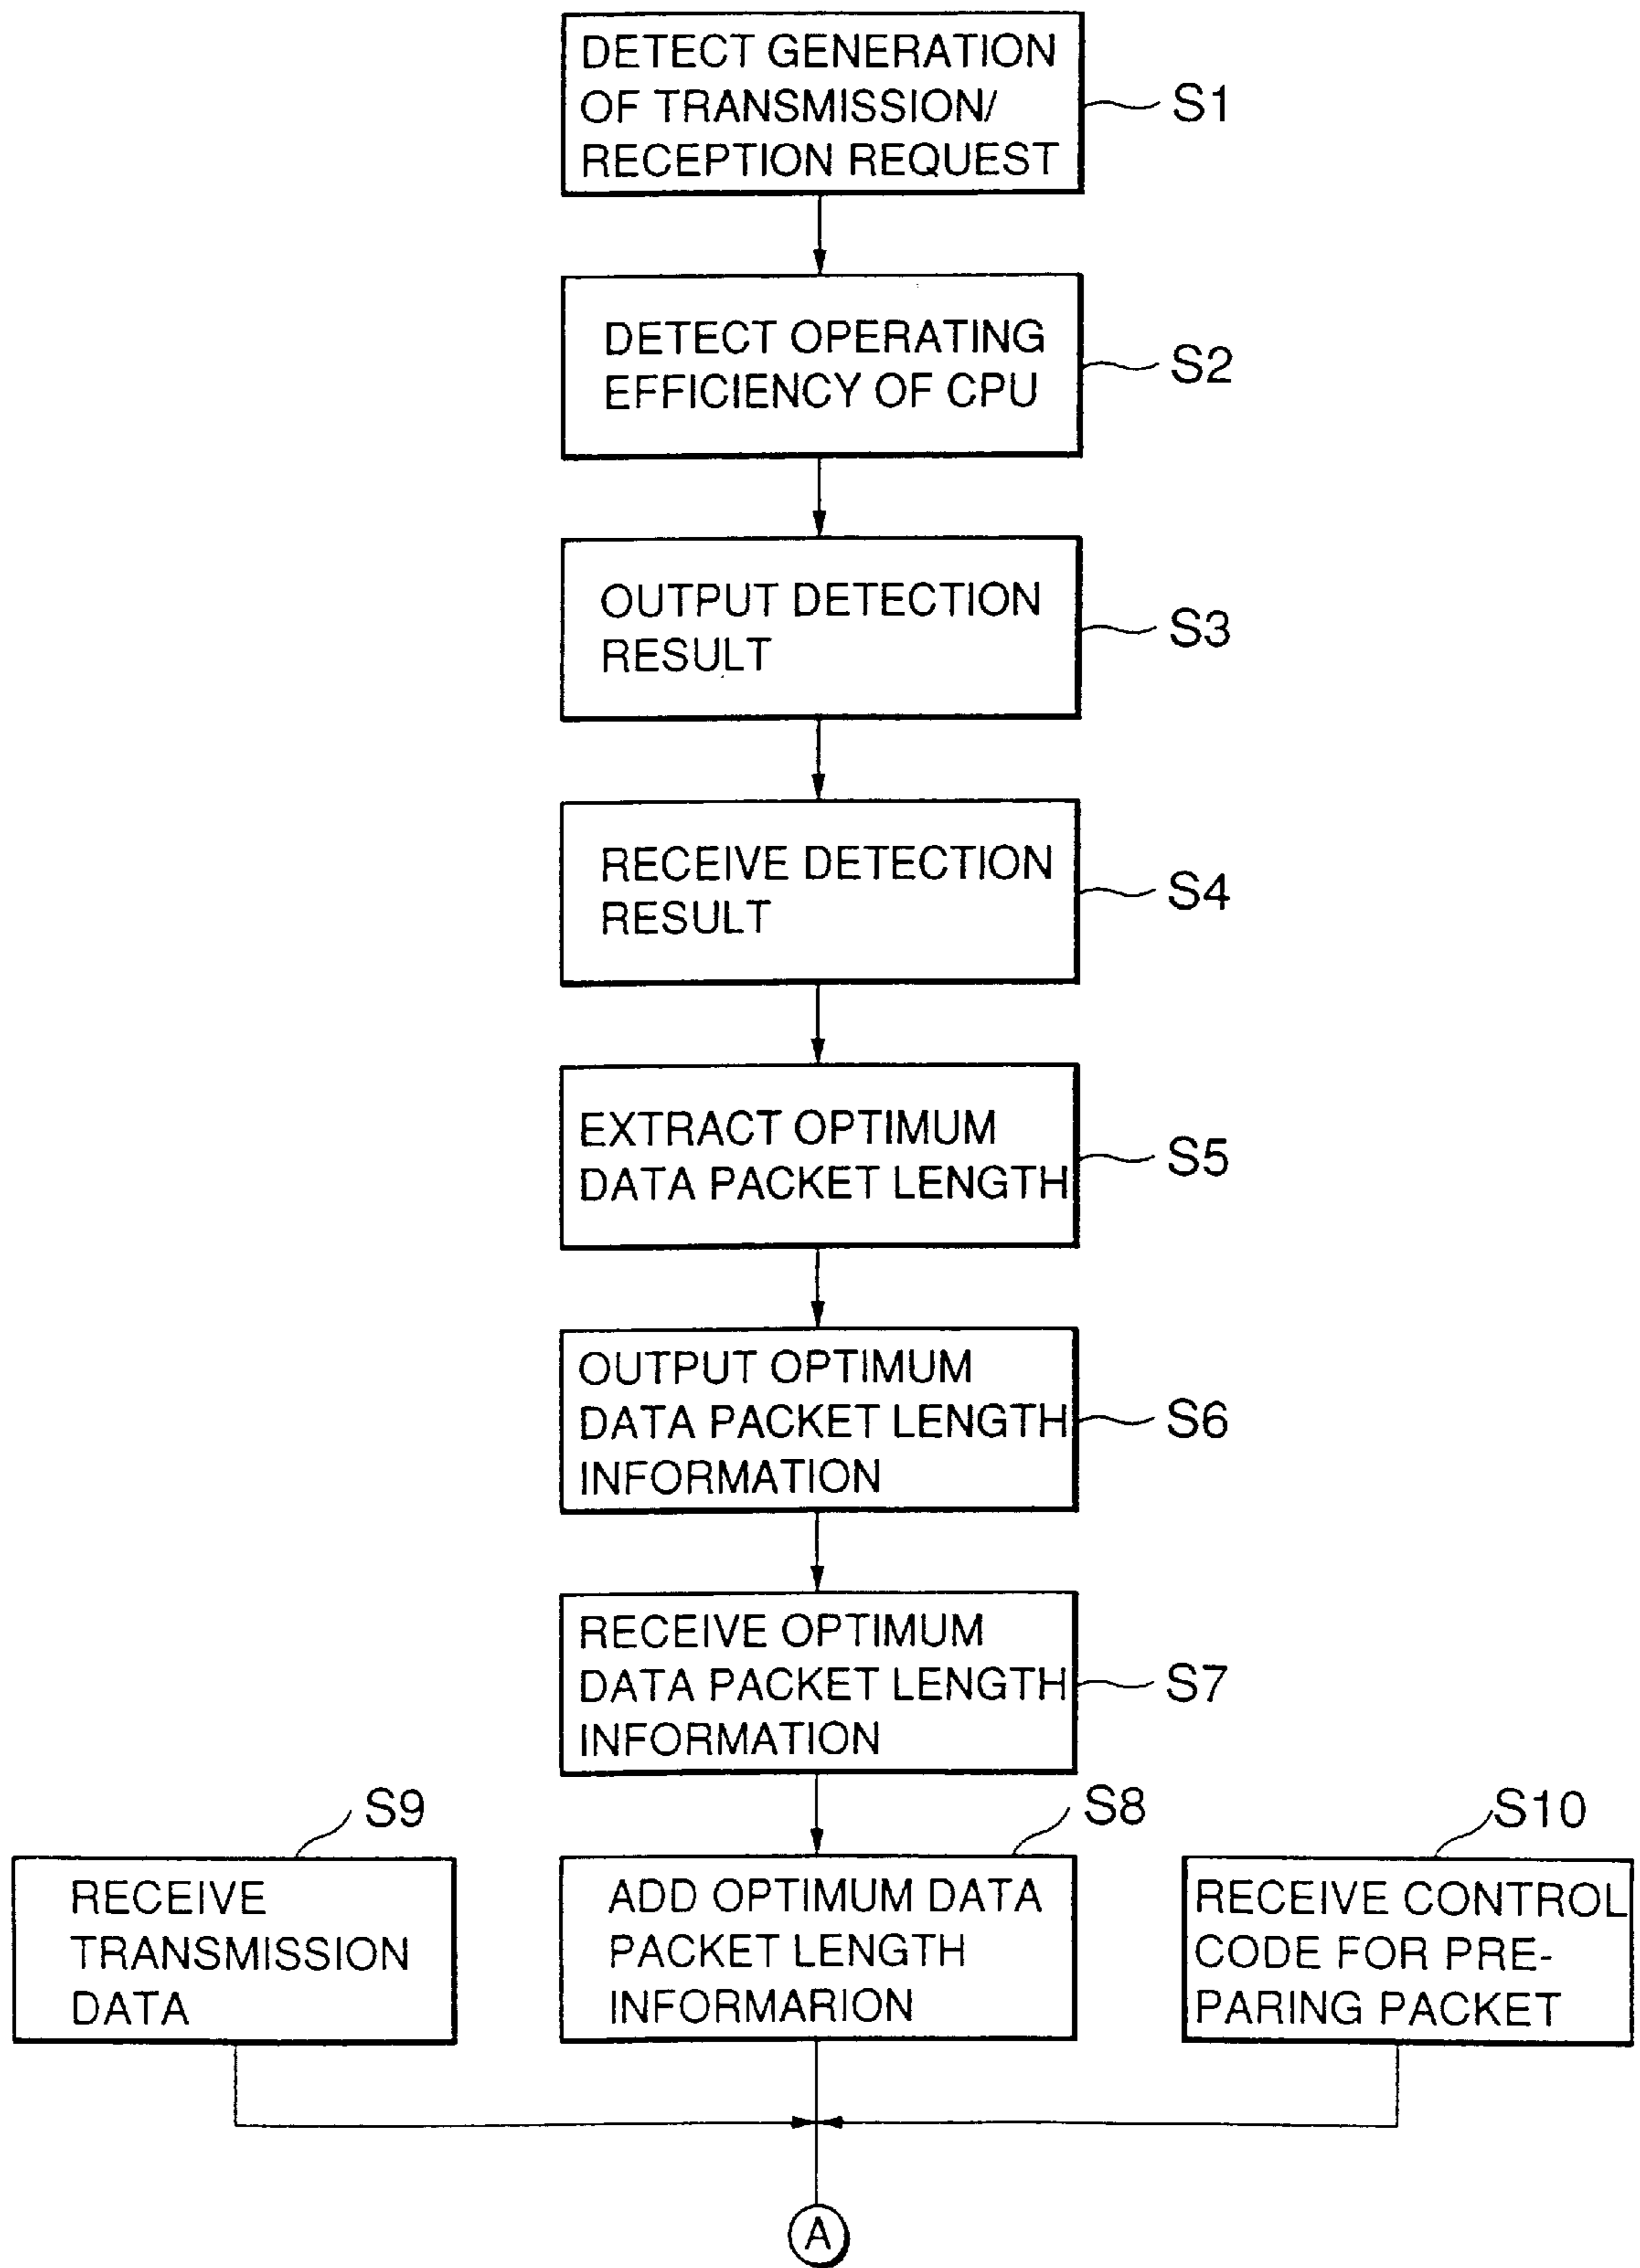 DETECT GENERATION
OF TRANSMISSION/
RECEPTION REQUEST
S1
DETECT OPERATING
EFFICIENCY OF CPU
S2
OUTPUT DETECTION
RESULT
S3
RECEIVE DETECTION
RESULT
S4
EXTRACT OPTIMUM
DATA PACKET LENGTH
S5
OUTPUT OPTIMUM
DATA PACKET LENGTH
INFORMATION
S6
RECEIVE OPTIMUM
DATA PACKET LENGTH
INFORMATION
S7
S9
RECEIVE
TRANSMISSION
DATA
S8
ADD OPTIMUM DATA
PACKET LENGTH
INFORMARION
S10
RECEIVE CONTROL
CODE FOR PRE-
PARING PACKET
A